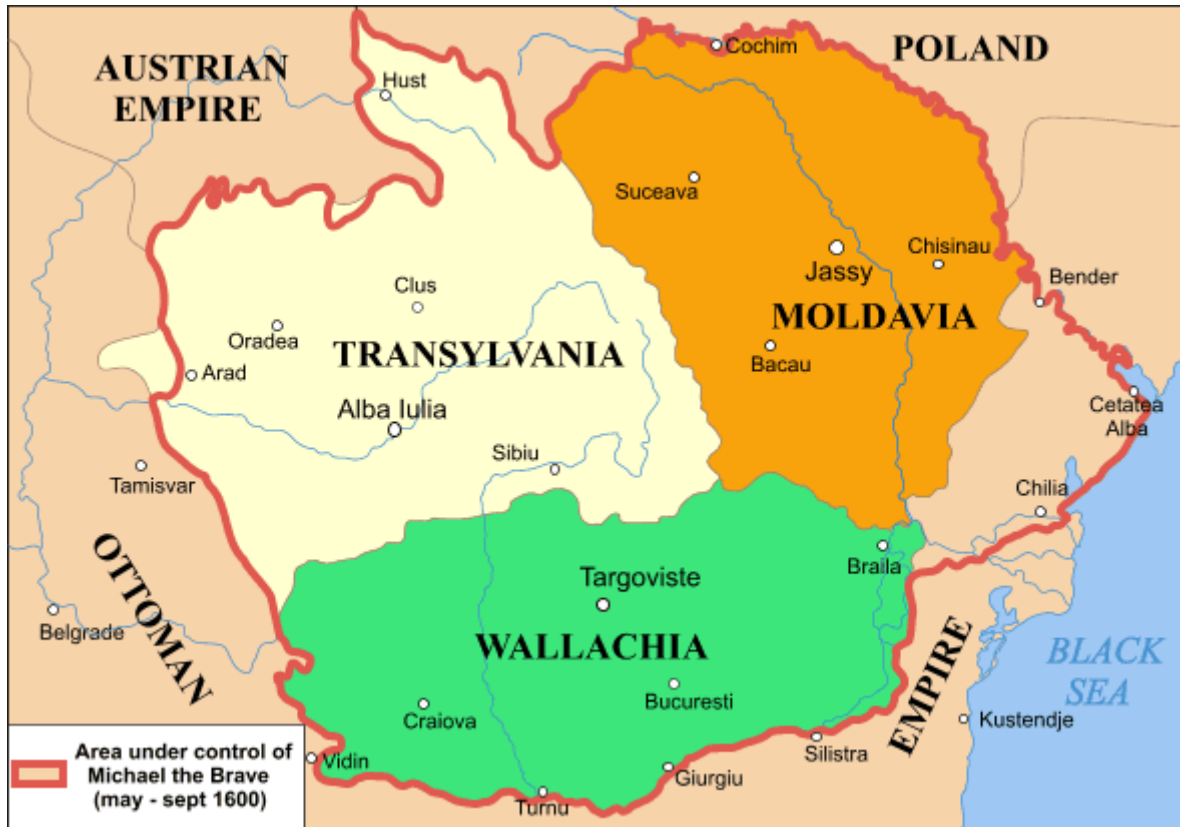 AUSTRIAN
EMPIRE
POLAND
Cochim
Hust
Suceava
Chisinau
Jassy
Bender
Clus
MOLDAVIA
Oradea
TRANSYLVANIA
Bacau
Arad
Cetatea
Alba
Alba Iulia
Sibiu
Tamisvar
Chilia
OTTOMAN
Braila
Targoviste
Belgrade
WALLACHIA
EMPIRE
BLACK
SEA
Bucuresti
Craiova
Kustendje
Silistra
Vidin
Giurgiu
Turnu
Area under control of
Michael the Brave
(may - sept 1600)